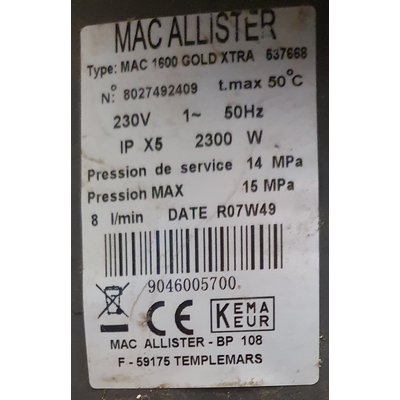 MAC ALLISTER
Type: MAC 1600 GOLD XTRA 537668
N° 8027492409 t.max 50°C
230V 1~ 50Hz
IP X5 2300 W
Pression de service 14 MPa
Pression MAX 15 MPa
8 l/min DATE R07W49
9046005700
CE KEMA KEUR
MAC ALLISTER - BP 108
F - 59175 TEMPLEMARS